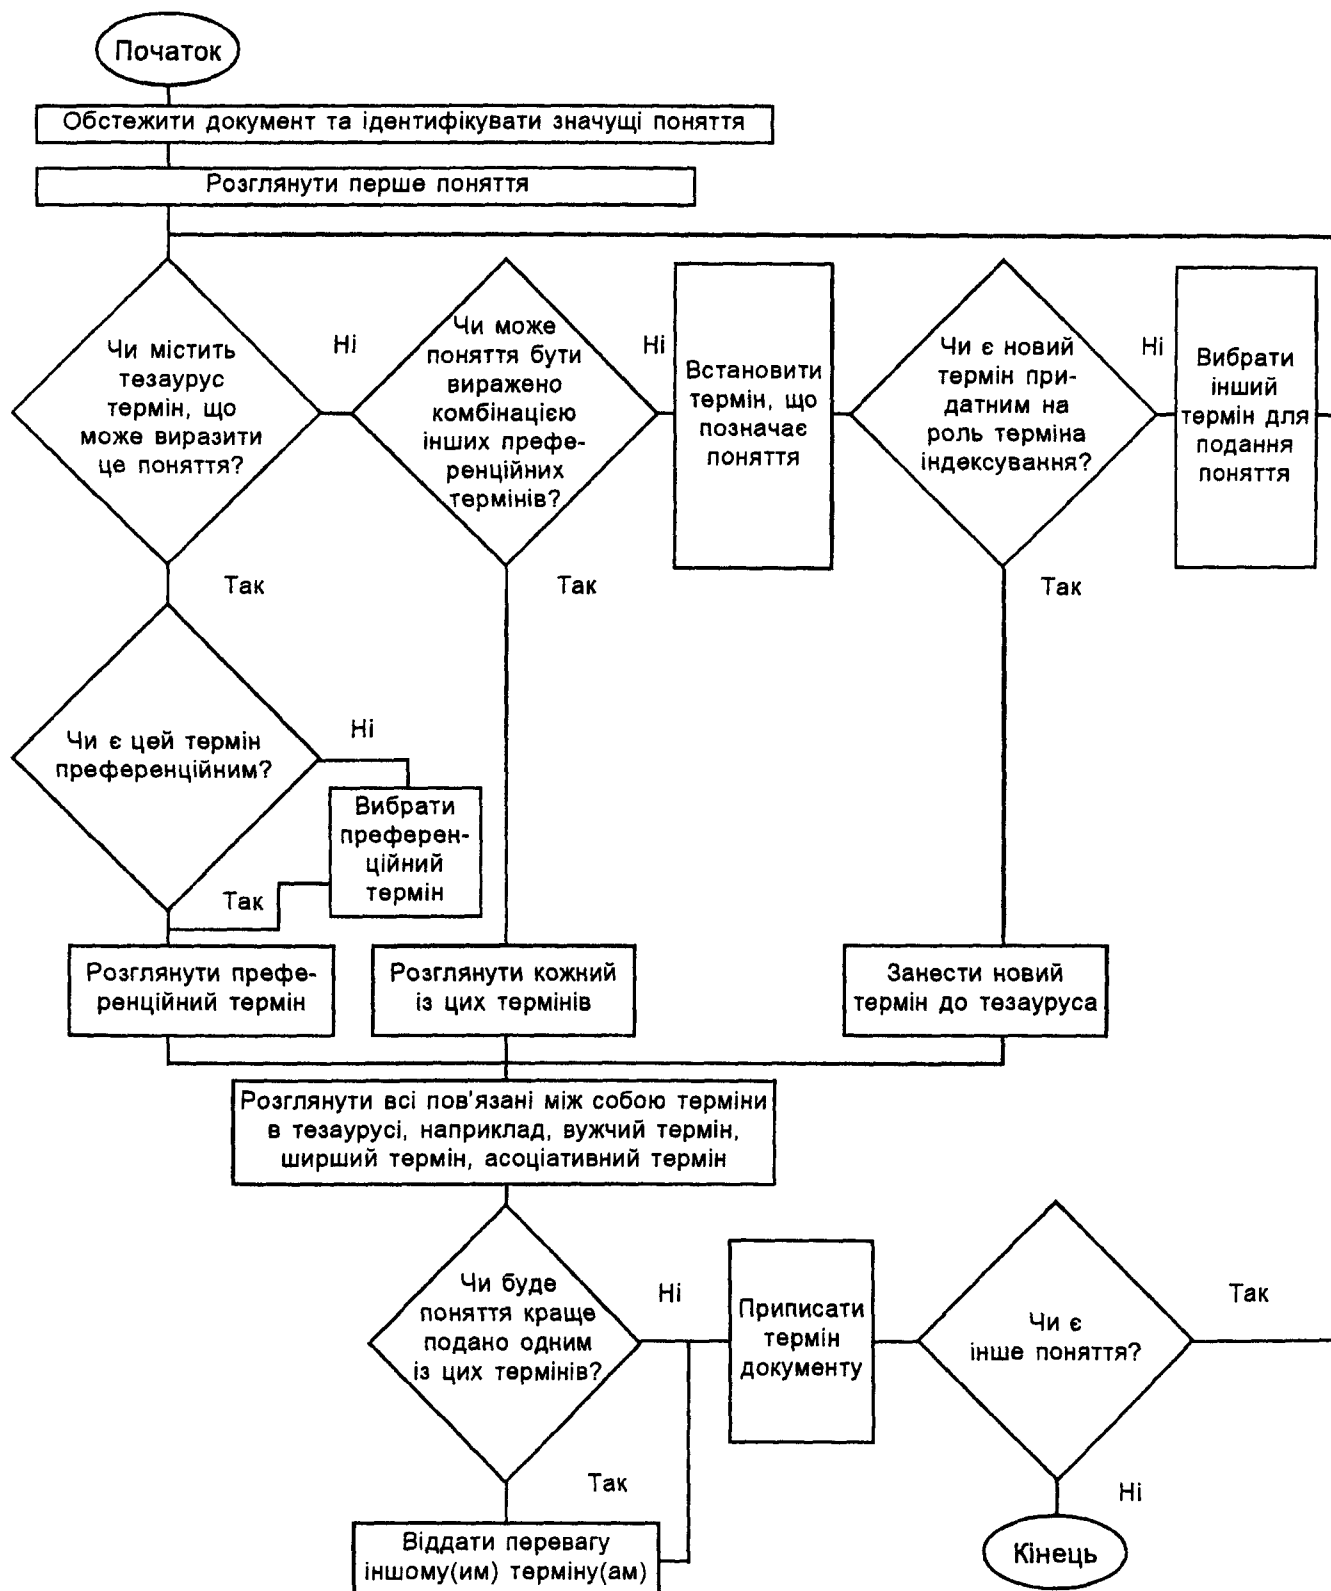 Початок
Обстежити документ та ідентифікувати значущі поняття
Розглянути перше поняття
Чи містить
тезаурус
термін, що
може виразити
це поняття?
Ні
Чи може
поняття бути
виражено
комбінацією
інших префе-
ренційних
термінів?
Ні
Встановити
термін, що
позначає
поняття
Чи є новий
термін при-
датним на
роль терміна
індексування?
Ні
Вибрати
інший
термін для
подання
поняття
Так
Так
Так
Чи є цей термін
преференційним?
Ні
Вибрати
преферен-
ційний
термін
Так
Розглянути префе-
ренційний термін
Розглянути кожний
із цих термінів
Занести новий
термін до тезауруса
Розглянути всі пов'язані між собою терміни
в тезаурусі, наприклад, вужчий термін,
ширший термін, асоціативний термін
Чи буде
поняття краще
подано одним
із цих термінів?
Ні
Приписати
термін
документу
Чи є
інше поняття?
Так
Так
Ні
Віддати перевагу
іншому(им) терміну(ам)
Кінець